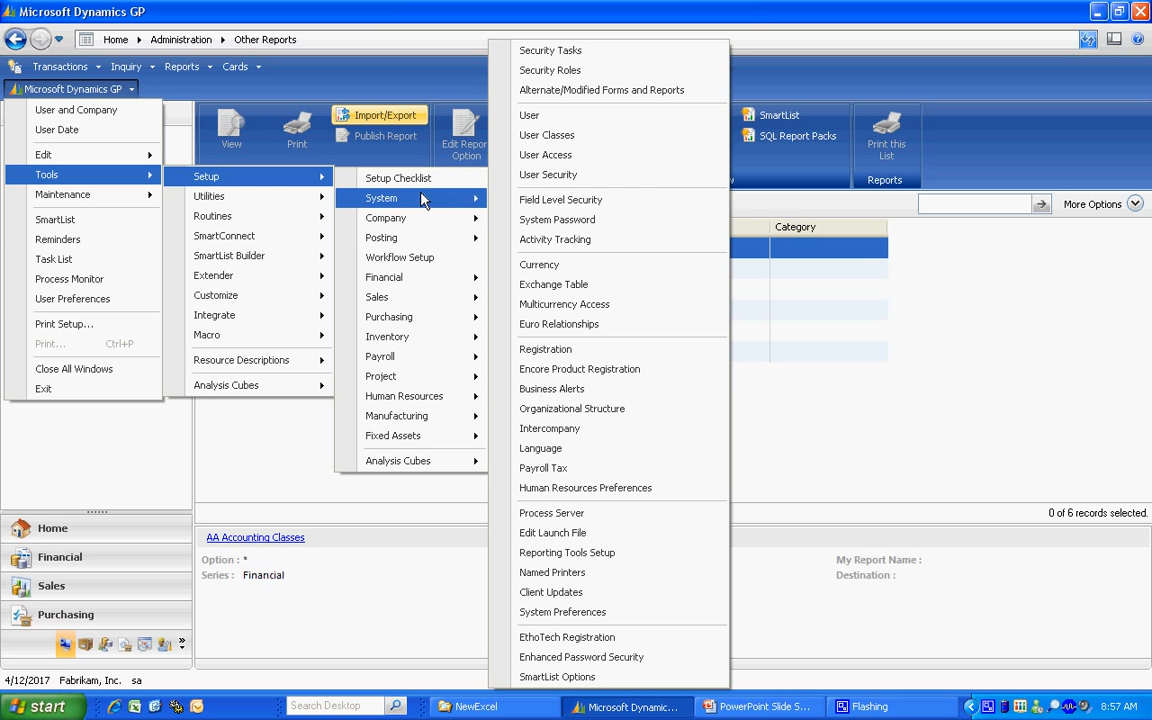 Microsoft Dynamics GP
Home
Administration
Other Reports
Transactions
Inquiry
Reports
Cards
Microsoft Dynamics GP
User and Company
User Date
Edit
Tools
Maintenance
SmartList
Reminders
Task List
Process Monitor
User Preferences
Print Setup...
Print... Ctrl+P
Close All Windows
Exit
Setup
Utilities
Routines
SmartConnect
SmartList Builder
Extender
Customize
Integrate
Macro
Resource Descriptions
Analysis Cubes
Setup Checklist
System
Company
Posting
Workflow Setup
Financial
Sales
Purchasing
Inventory
Payroll
Project
Human Resources
Manufacturing
Fixed Assets
Analysis Cubes
Security Tasks
Security Roles
Alternate/Modified Forms and Reports
User
User Classes
User Access
User Security
Field Level Security
System Password
Activity Tracking
Currency
Exchange Table
Multicurrency Access
Euro Relationships
Registration
Encore Product Registration
Business Alerts
Organizational Structure
Intercompany
Language
Payroll Tax
Human Resources Preferences
Process Server
Edit Launch File
Reporting Tools Setup
Named Printers
Client Updates
System Preferences
EthoTech Registration
Enhanced Password Security
SmartList Options
View
Print
Import/Export
Publish Report
Edit Report
Option
SmartList
SQL Report Packs
Print this
List
Reports
More Options
Category
0 of 6 records selected.
AA Accounting Classes
Option : *
Series : Financial
My Report Name :
Destination :
Home
Financial
Sales
Purchasing
4/12/2017 Fabrikam, Inc. sa
start
Search Desktop
NewExcel
Microsoft Dynamic...
PowerPoint Slide S...
Flashing
8:57 AM